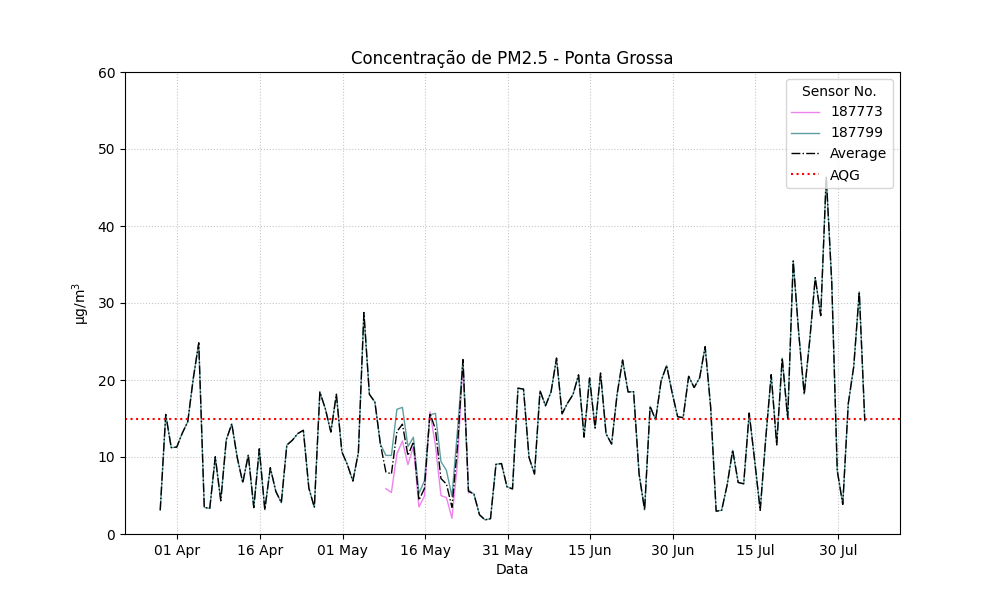 Concentração de PM2.5 - Ponta Grossa
Sensor No.
187773
187799
Average
AQG
60
50
40
30
20
10
0
µg/m³
01 Apr
16 Apr
01 May
16 May
31 May
15 Jun
30 Jun
15 Jul
30 Jul
Data